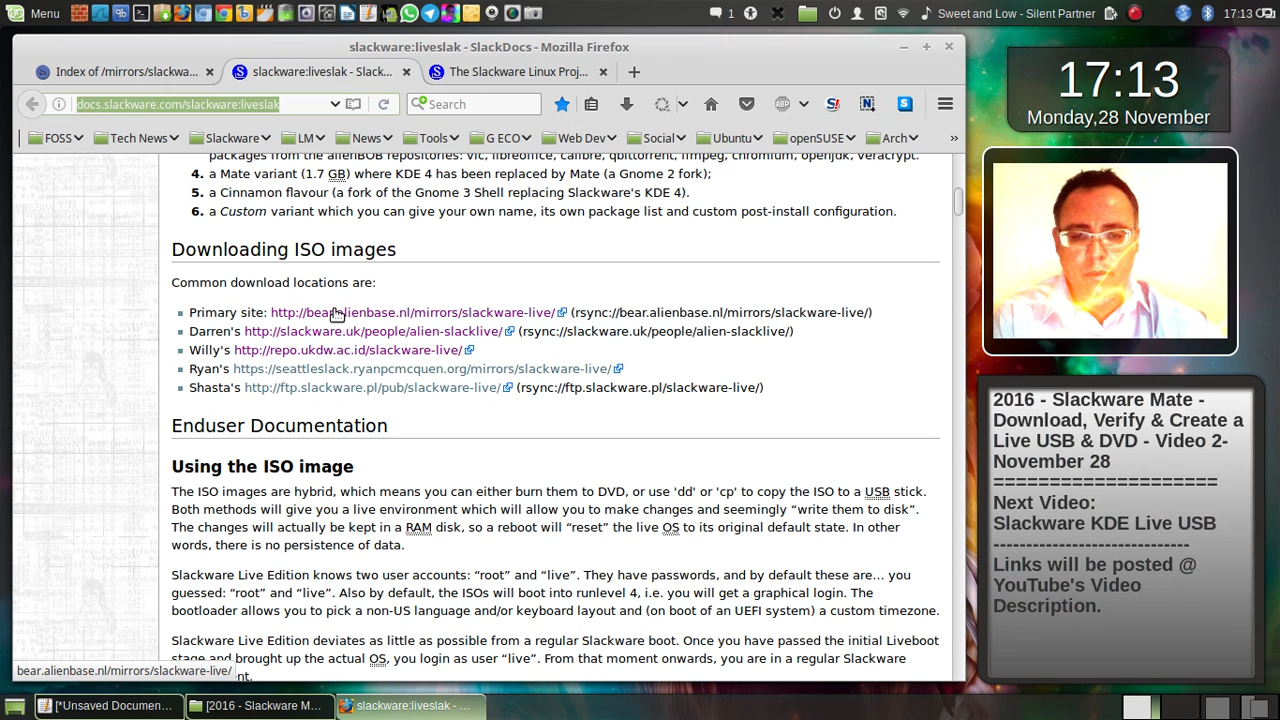 Menu
1
Sweet and Low - Silent Partner
17:13
slackware:liveslak - SlackDocs - Mozilla Firefox
Index of /mirrors/slackwa...
slackware:liveslak - Slack...
The Slackware Linux Proj...
docs.slackware.com/slackware:liveslak
Search
ABP
FOSS
Tech News
Slackware
LM
News
Tools
G ECO
Web Dev
Social
Ubuntu
openSUSE
Arch
»
packages from the alienBOB repositories: vlc, libreoffice, calibre, qbittorrent, ffmpeg, chromium, openjdk, veracrypt.
4. a Mate variant (1.7 GB) where KDE 4 has been replaced by Mate (a Gnome 2 fork);
5. a Cinnamon flavour (a fork of the Gnome 3 Shell replacing Slackware's KDE 4).
6. a Custom variant which you can give your own name, its own package list and custom post-install configuration.
Downloading ISO images
Common download locations are:
Primary site: http://bear.alienbase.nl/mirrors/slackware-live/ (rsync://bear.alienbase.nl/mirrors/slackware-live/)
Darren's http://slackware.uk/people/alien-slacklive/ (rsync://slackware.uk/people/alien-slacklive/)
Willy's http://repo.ukdw.ac.id/slackware-live/
Ryan's https://seattleslack.ryanpcmcquen.org/mirrors/slackware-live/
Shasta's http://ftp.slackware.pl/pub/slackware-live/ (rsync://ftp.slackware.pl/slackware-live/)
Enduser Documentation
Using the ISO image
The ISO images are hybrid, which means you can either burn them to DVD, or use 'dd' or 'cp' to copy the ISO to a USB stick.
Both methods will give you a live environment which will allow you to make changes and seemingly “write them to disk”.
The changes will actually be kept in a RAM disk, so a reboot will “reset” the live OS to its original default state. In other
words, there is no persistence of data.
Slackware Live Edition knows two user accounts: “root” and “live”. They have passwords, and by default these are… you
guessed: “root” and “live”. Also by default, the ISOs will boot into runlevel 4, i.e. you will get a graphical login. The
bootloader allows you to pick a non-US language and/or keyboard layout and (on boot of an UEFI system) a custom timezone.
Slackware Live Edition deviates as little as possible from a regular Slackware boot. Once you have passed the initial Liveboot
stage and brought up the actual OS, you login as user “live”. From that moment onwards, you are in a regular Slackware
bear.alienbase.nl/mirrors/slackware-live/
17:13
Monday,28 November
2016 - Slackware Mate -
Download, Verify & Create a
Live USB & DVD - Video 2-
November 28
=====================
Next Video:
Slackware KDE Live USB
---------------------------
Links will be posted @
YouTube's Video
Description.
[*Unsaved Documen...
[2016 - Slackware M...
slackware:liveslak - ...